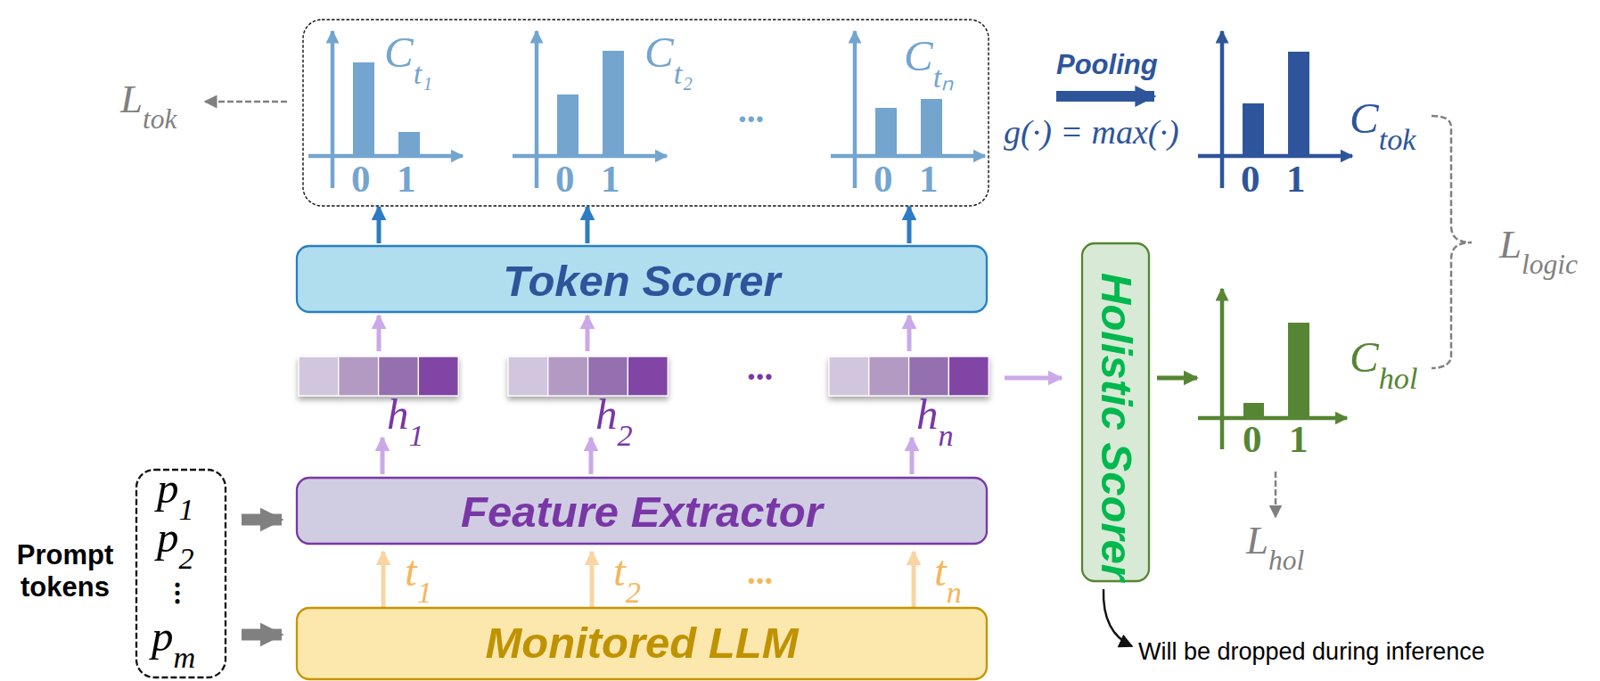 L_tok
C_t1
C_t2
...
C_tn
0 1
0 1
0 1
Pooling
g(·) = max(·)
C_tok
0 1
Token Scorer
h_1
h_2
...
h_n
Holistic Scorer
C_hol
0 1
L_logic
L_hol
Feature Extractor
Prompt
tokens
p_1
p_2
⋮
p_m
t_1
t_2
...
t_n
Monitored LLM
Will be dropped during inference